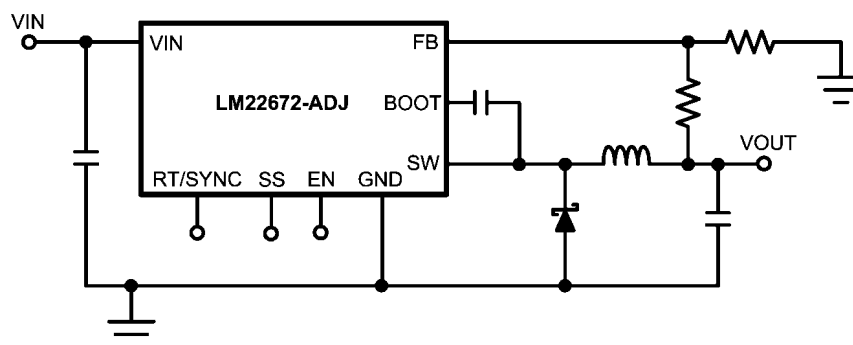 VIN
VIN
FB
LM22672-ADJ
BOOT
SW
VOUT
RT/SYNC SS EN GND